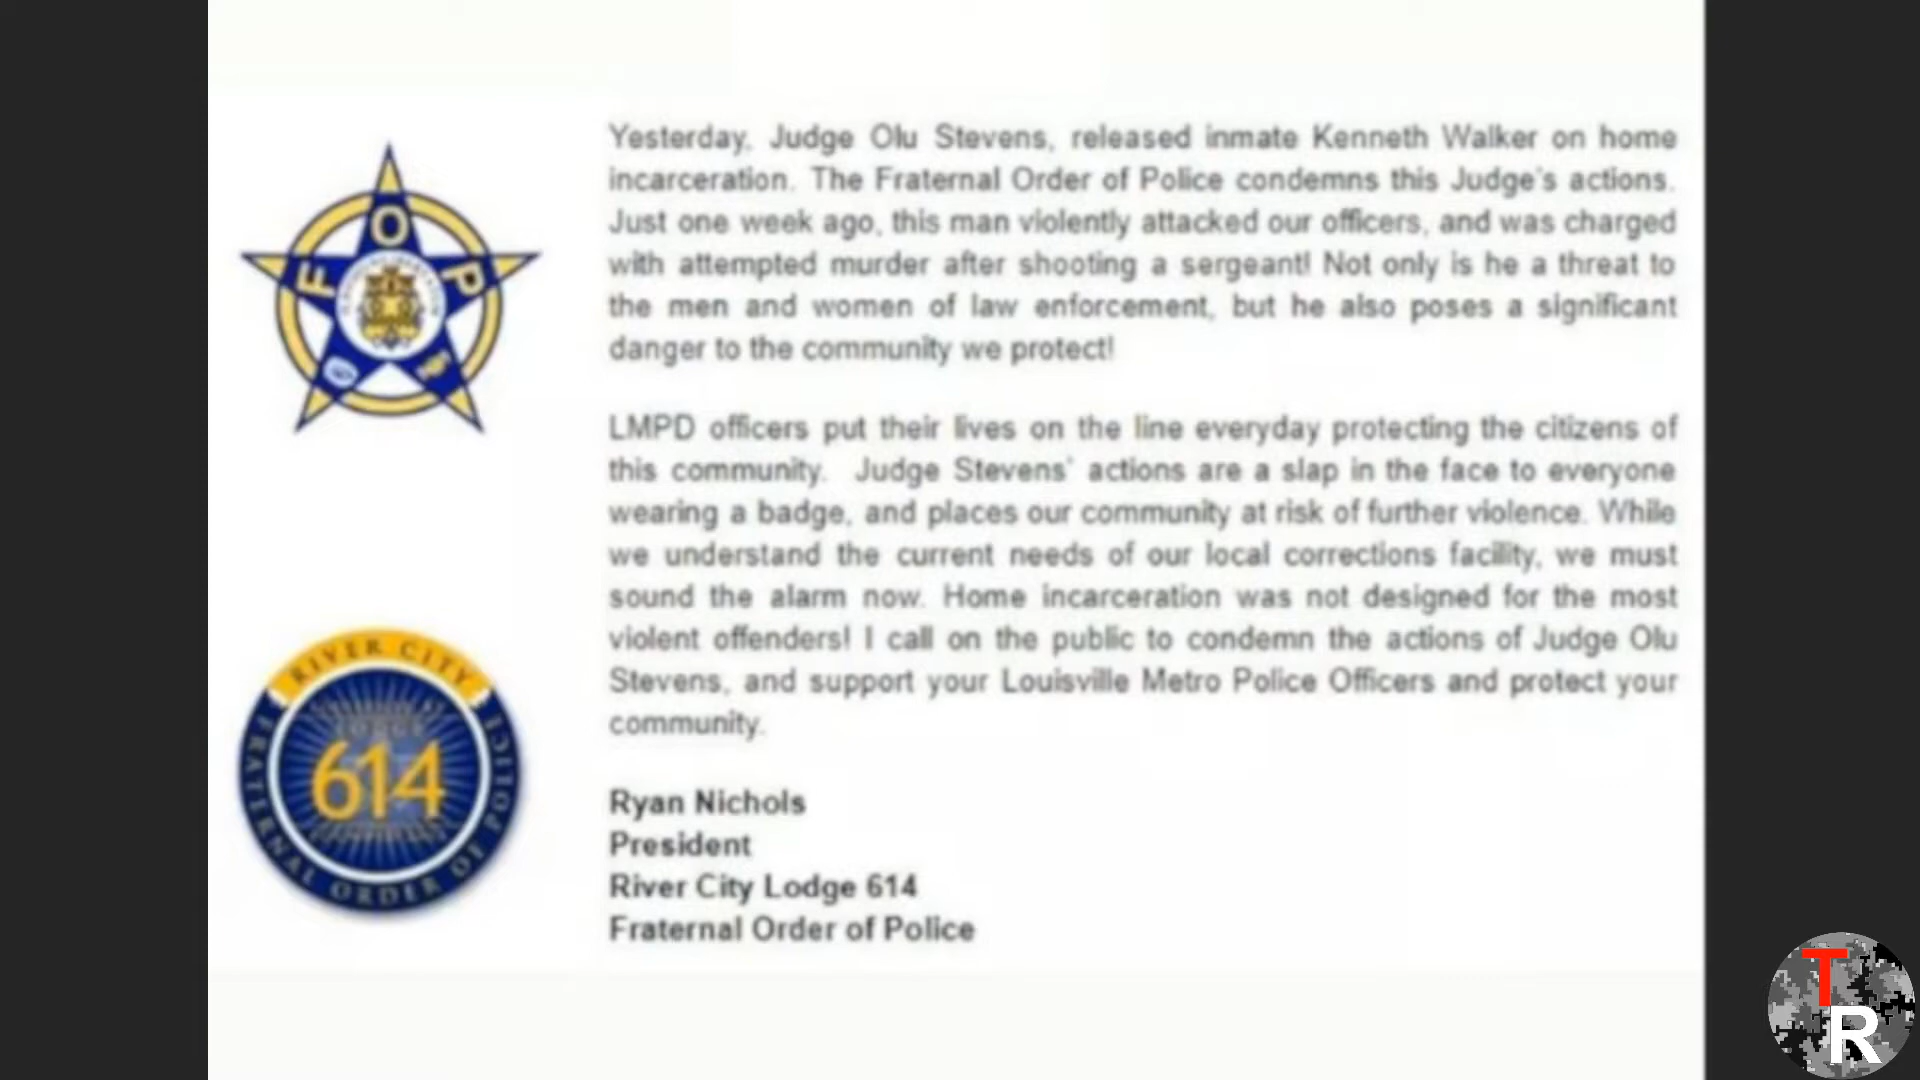 Yesterday, Judge Olu Stevens, released inmate Kenneth Walker on home
incarceration. The Fraternal Order of Police condemns this Judge's actions.
Just one week ago, this man violently attacked our officers, and was charged
with attempted murder after shooting a sergeant! Not only is he a threat to
the men and women of law enforcement, but he also poses a significant
danger to the community we protect!
LMPD officers put their lives on the line everyday protecting the citizens of
this community. Judge Stevens' actions are a slap in the face to everyone
wearing a badge, and places our community at risk of further violence. While
we understand the current needs of our local corrections facility, we must
sound the alarm now. Home incarceration was not designed for the most
violent offenders! I call on the public to condemn the actions of Judge Olu
Stevens, and support your Louisville Metro Police Officers and protect your
community.
Ryan Nichols
President
River City Lodge 614
Fraternal Order of Police
F O P
RIVER CITY
LODGE
614
FRATERNAL ORDER OF POLICE
TR